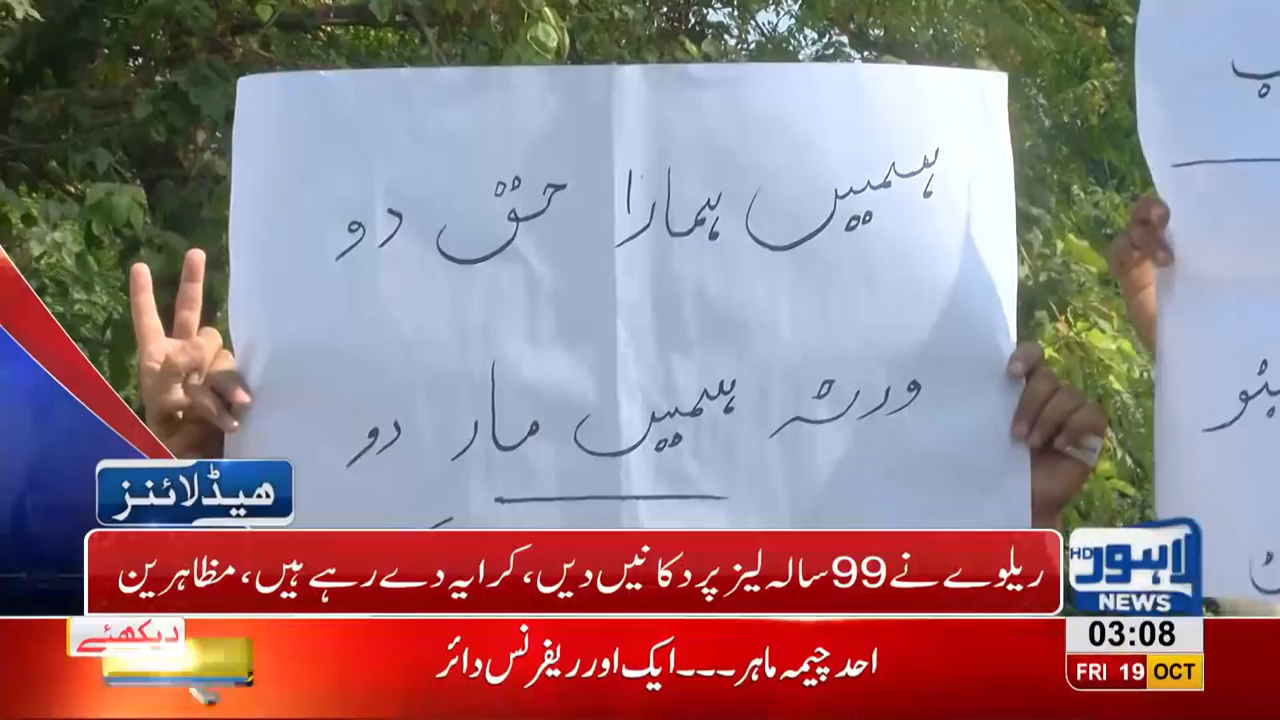 ہمیں ہمارا حق دو
ورنہ ہمیں مار دو
ہیڈلائنز
ریلوے نے 99 سالہ لیز پر دکانیں دیں، کرایہ دے رہے ہیں، مظاہرین
HD لاہور
NEWS
03:08
FRI 19 OCT
دیکھئے
احد چیمہ ماہر۔۔۔ ایک اور ریفرنس دائر